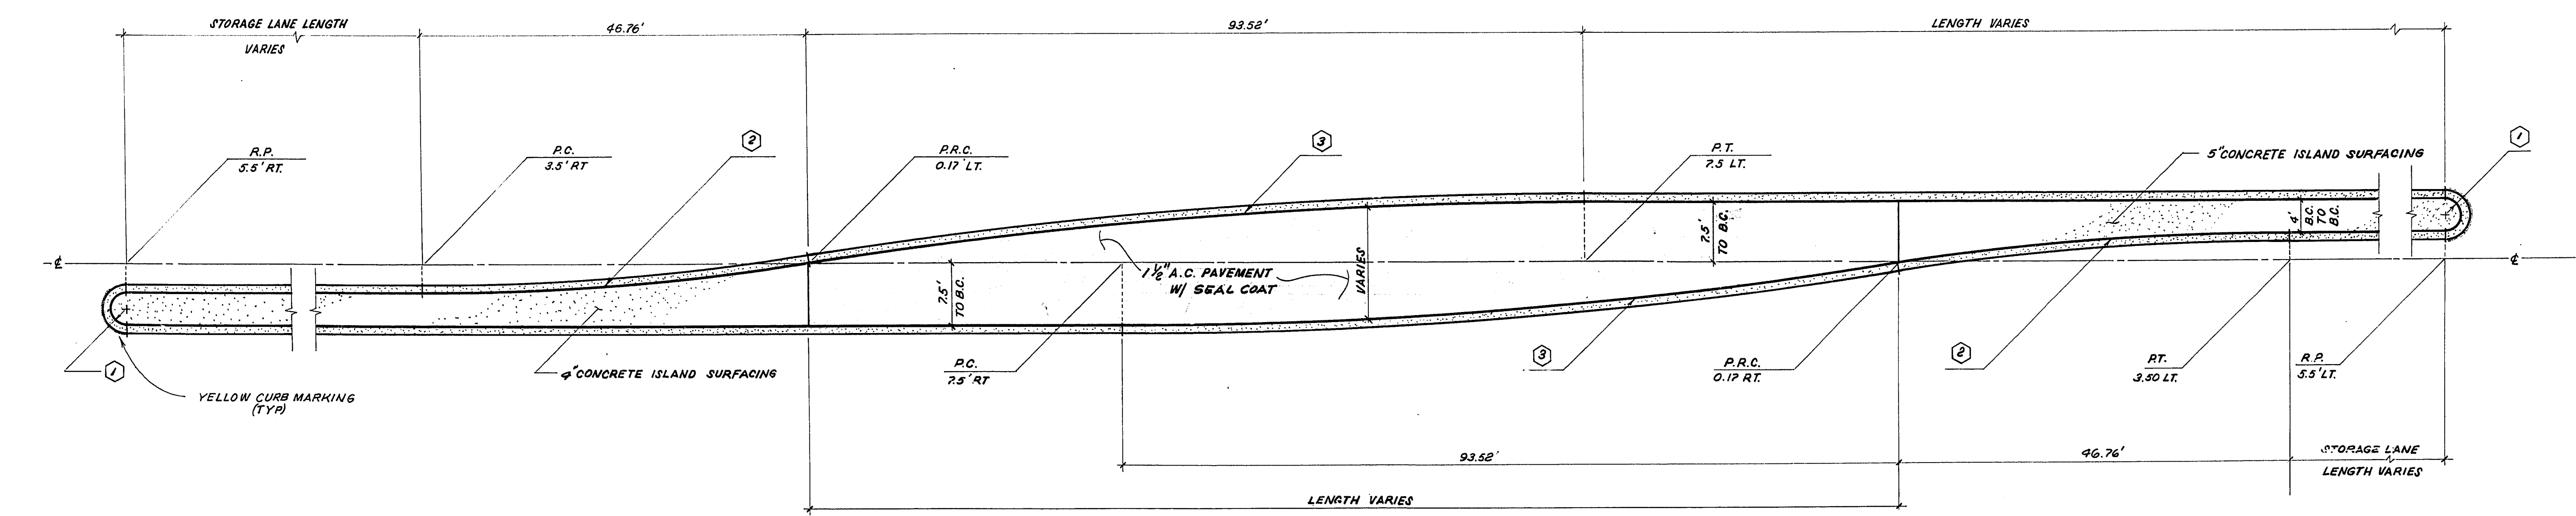 STORAGE LANE LENGTH
VARIES
46.76'
93.52'
LENGTH VARIES
R.P.
5.5' RT.
P.C.
3.5' RT
2
P.R.C.
0.17' LT.
3
P.T.
7.5 LT.
5" CONCRETE ISLAND SURFACING
1
℄
7.5'
TO B.C.
1 1/2" A.C. PAVEMENT
W/ SEAL COAT
VARIES
7.5'
TO B.C.
4'
B.C.
TO
B.C.
℄
1
YELLOW CURB MARKING
(TYP)
4" CONCRETE ISLAND SURFACING
P.C.
7.5' RT
3
P.R.C.
0.17 RT.
2
P.T.
3.50 LT.
R.P.
5.5' LT.
93.52'
46.76'
STORAGE LANE
LENGTH VARIES
LENGTH VARIES